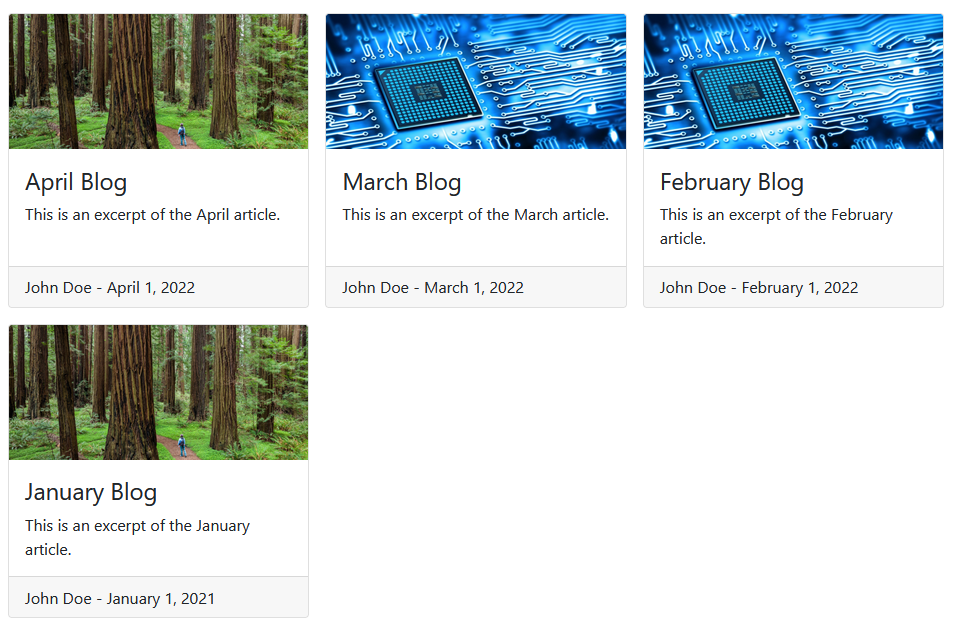 April Blog
This is an excerpt of the April article.
John Doe - April 1, 2022
March Blog
This is an excerpt of the March article.
John Doe - March 1, 2022
February Blog
This is an excerpt of the February
article.
John Doe - February 1, 2022
January Blog
This is an excerpt of the January
article.
John Doe - January 1, 2021